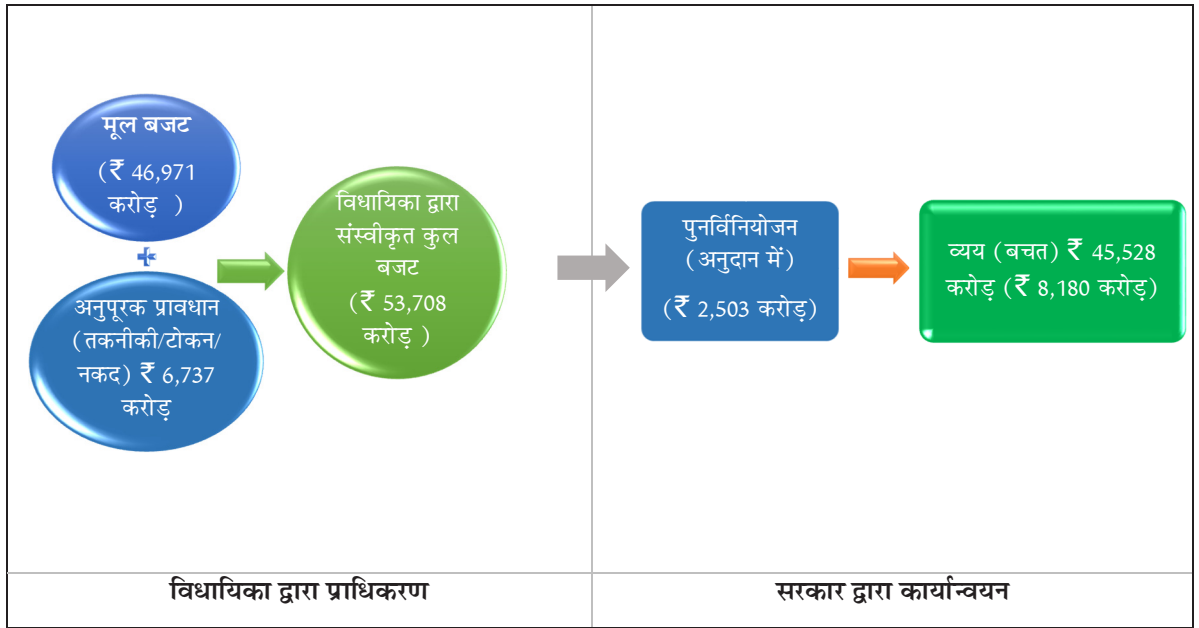 मूल बजट
(₹ 46,971
करोड़ )
+
अनुपूरक प्रावधान
(तकनीकी/टोकन/
नकद) ₹ 6,737
करोड़
विधायिका द्वारा
संस्वीकृत कुल
बजट
(₹ 53,708
करोड़ )
पुनर्विनियोजन
(अनुदान में)
(₹ 2,503 करोड़)
व्यय (बचत) ₹ 45,528
करोड़ (₹ 8,180 करोड़)
विधायिका द्वारा प्राधिकरण
सरकार द्वारा कार्यान्वयन